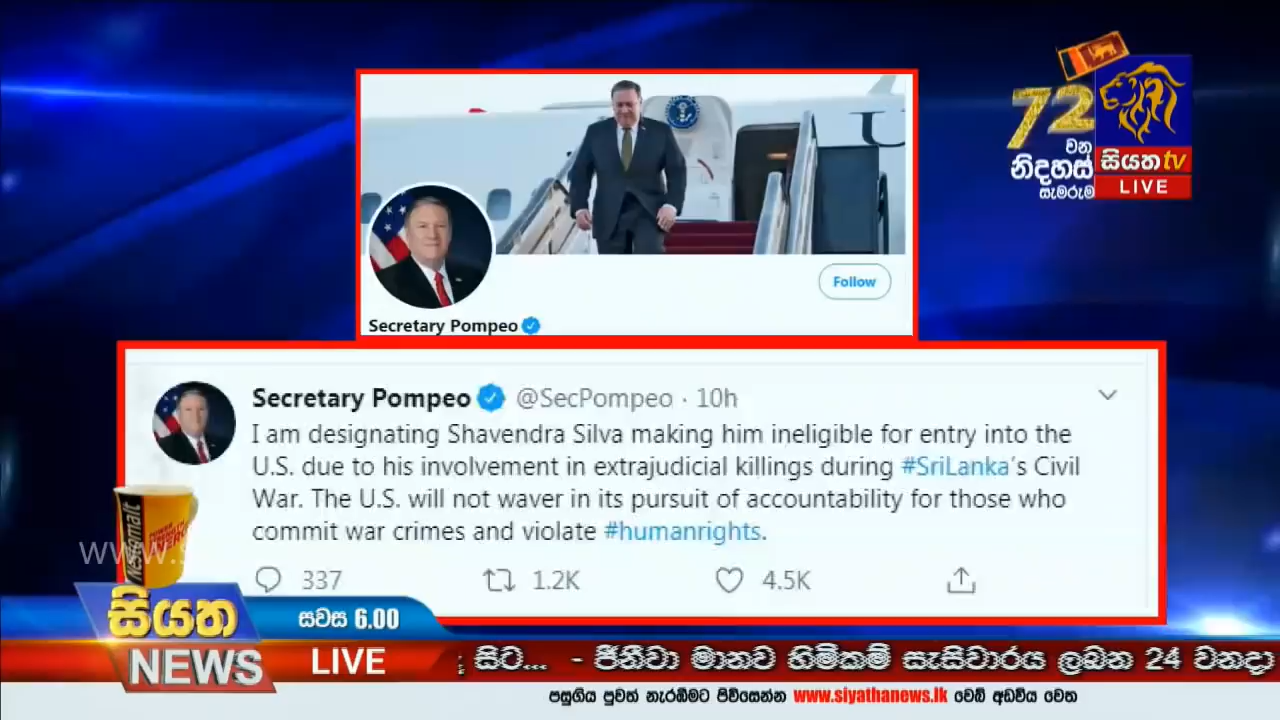 72
වන
නිදහස්
සැමරුම
සියත tv
LIVE
U
Follow
Secretary Pompeo
Secretary Pompeo @SecPompeo · 10h
I am designating Shavendra Silva making him ineligible for entry into the
U.S. due to his involvement in extrajudicial killings during #SriLanka's Civil
War. The U.S. will not waver in its pursuit of accountability for those who
commit war crimes and violate #humanrights.
337 1.2K 4.5K
www.s
Nestomalt
සියත
සවස 6.00
NEWS LIVE
සිට... - ජිනීවා මානව හිමිකම් සැසිවාරය ලබන 24 වනදා
පසුගිය පුවත් නැරඹීමට පිවිසෙන්න www.siyathanews.lk වෙබ් අඩවිය වෙත